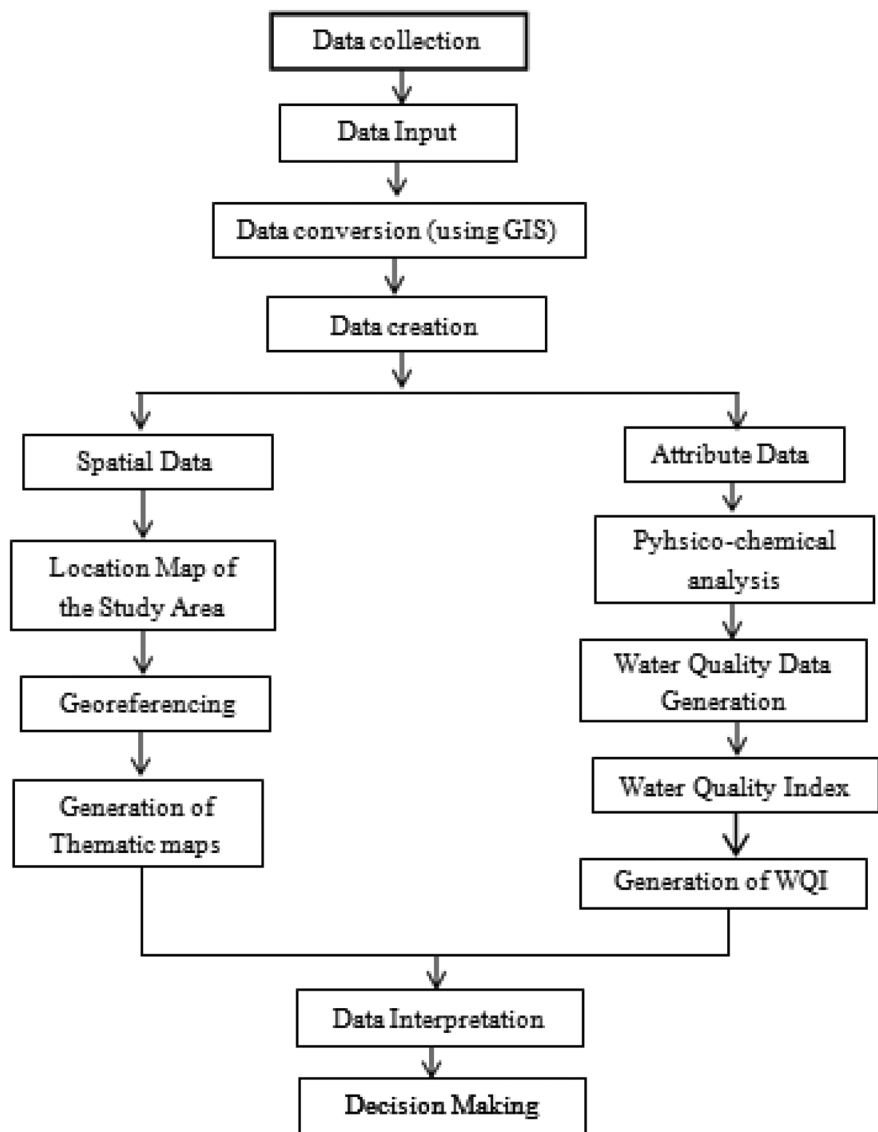 Data collection
Data Input
Data conversion (using GIS)
Data creation
Spatial Data
Location Map of
the Study Area
Georeferencing
Generation of
Thematic maps
Attribute Data
Pyhsico-chemical
analysis
Water Quality Data
Generation
Water Quality Index
Generation of WQI
Data Interpretation
Decision Making